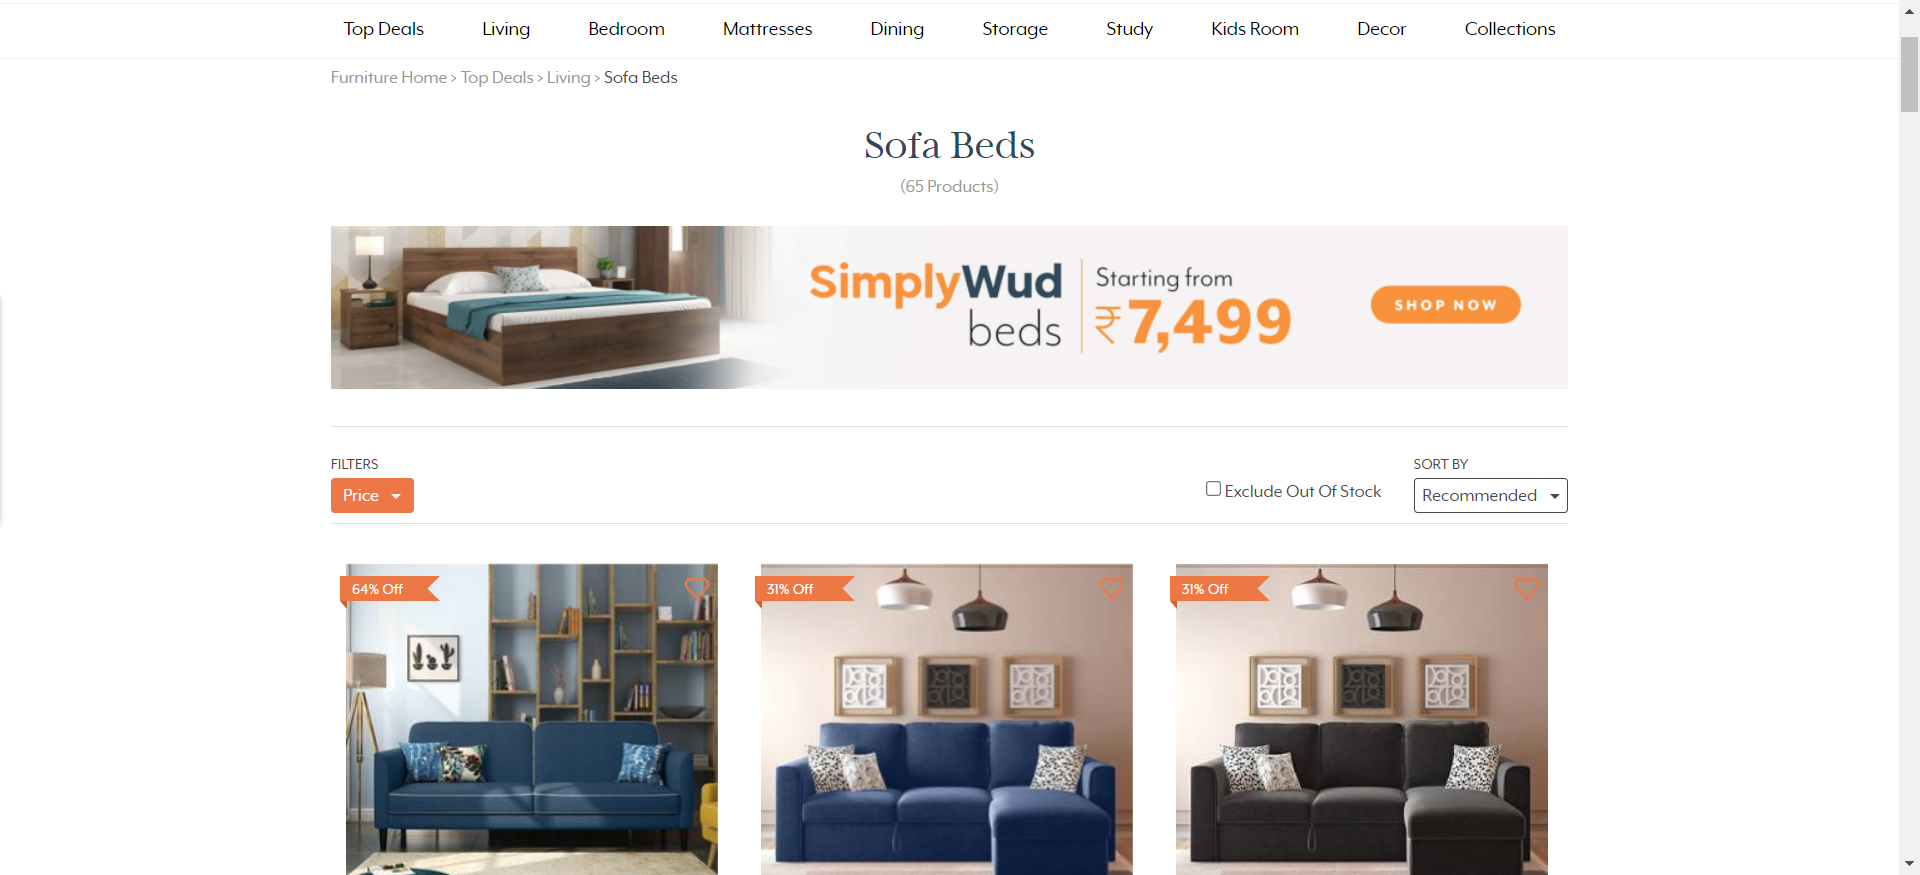 Top Deals Living Bedroom Mattresses Dining Storage Study Kids Room Decor Collections
Furniture Home > Top Deals > Living > Sofa Beds
Sofa Beds
(65 Products)
SimplyWud
beds
Starting from
₹7,499
SHOP NOW
FILTERS
Price
Exclude Out Of Stock
SORT BY
Recommended
64% Off
31% Off
31% Off